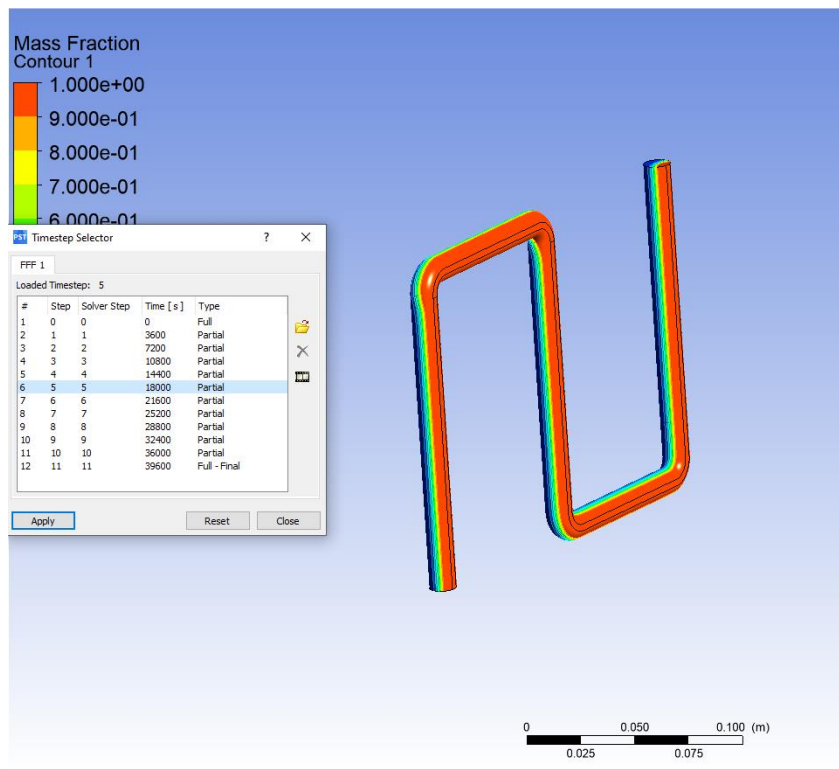 Mass Fraction
Contour 1
1.000e+00
9.000e-01
8.000e-01
7.000e-01
6.000e-01
PST Timestep Selector ? X
FFF 1
Loaded Timestep: 5
# Step Solver Step Time [ s ] Type
1 0 0 0 Full
2 1 1 3600 Partial
3 2 2 7200 Partial
4 3 3 10800 Partial
5 4 4 14400 Partial
6 5 5 18000 Partial
7 6 6 21600 Partial
8 7 7 25200 Partial
9 8 8 28800 Partial
10 9 9 32400 Partial
11 10 10 36000 Partial
12 11 11 39600 Full - Final
Apply Reset Close
0 0.050 0.100 (m)
0.025 0.075